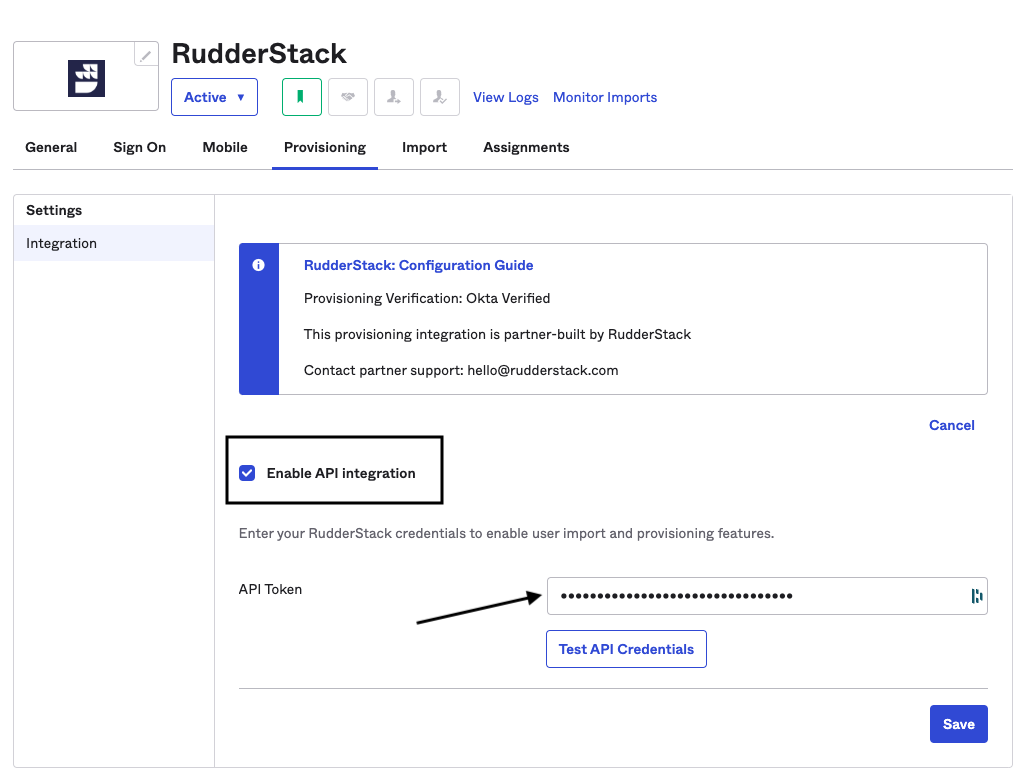 RudderStack
Active ▼
View Logs
Monitor Imports
General
Sign On
Mobile
Provisioning
Import
Assignments
Settings
Integration
RudderStack: Configuration Guide
Provisioning Verification: Okta Verified
This provisioning integration is partner-built by RudderStack
Contact partner support: hello@rudderstack.com
Cancel
Enable API integration
Enter your RudderStack credentials to enable user import and provisioning features.
API Token
••••••••••••••••••••••••••••••••
Test API Credentials
Save